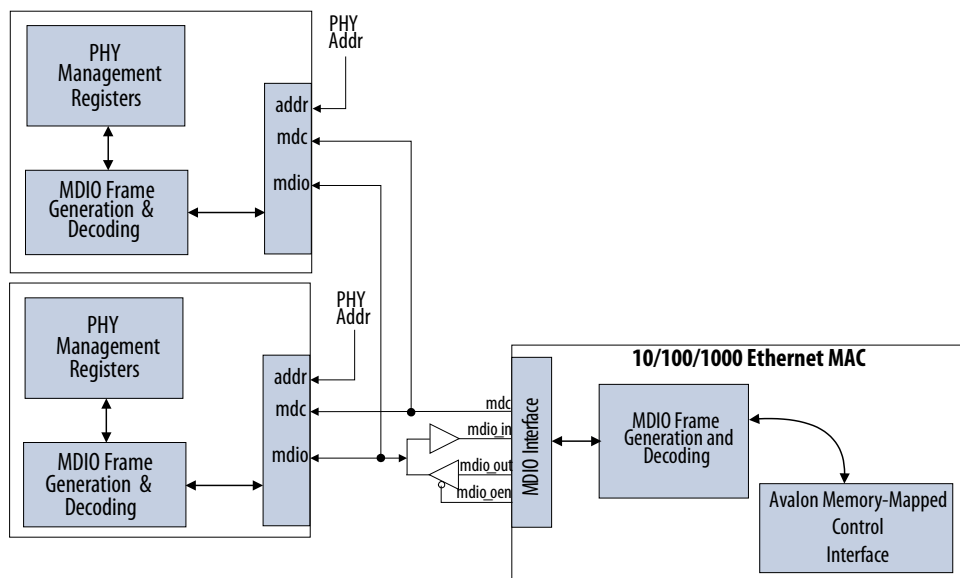 PHY
Management
Registers
MDIO Frame
Generation &
Decoding
addr
mdc
mdio
PHY
Addr
PHY
Management
Registers
MDIO Frame
Generation &
Decoding
addr
mdc
mdio
PHY
Addr
10/100/1000 Ethernet MAC
mdc
mdio_in
mdio_out
mdio_oen
MDIO Interface
MDIO Frame
Generation and
Decoding
Avalon Memory-Mapped
Control
Interface